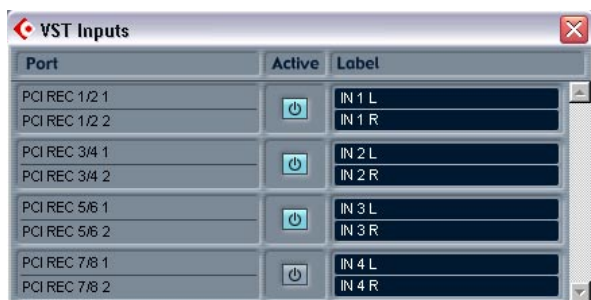 VST Inputs
Port Active Label
PCI REC 1/2 1 IN 1 L
PCI REC 1/2 2 IN 1 R
PCI REC 3/4 1 IN 2 L
PCI REC 3/4 2 IN 2 R
PCI REC 5/6 1 IN 3 L
PCI REC 5/6 2 IN 3 R
PCI REC 7/8 1 IN 4 L
PCI REC 7/8 2 IN 4 R